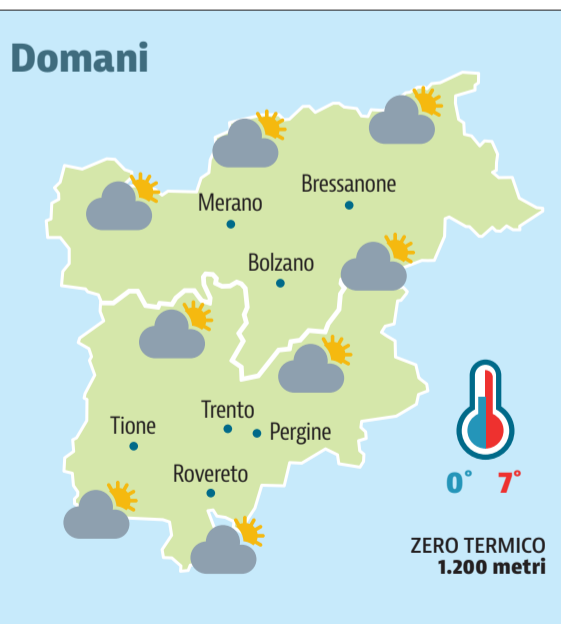 Domani
Bressanone
Merano
Bolzano
Trento
Tione
Pergine
Rovereto
0° 7°
ZERO TERMICO
1.200 metri